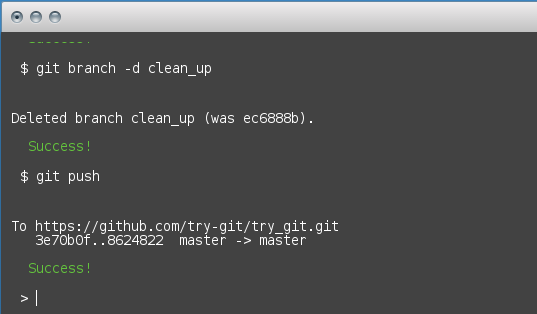 Success!
$ git branch -d clean_up
Deleted branch clean_up (was ec6888b).
Success!
$ git push
To https://github.com/try-git/try_git.git
3e70b0f..8624822 master -> master
Success!
>